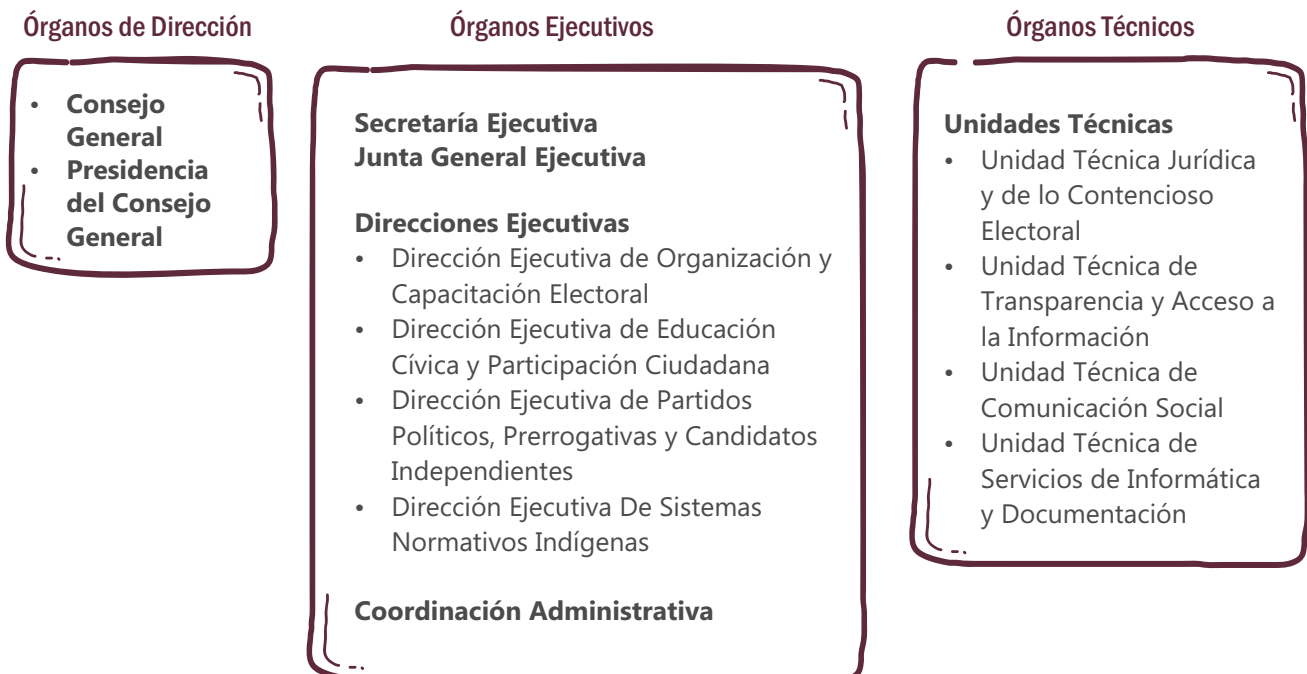 Órganos de Dirección
• Consejo
General
• Presidencia
del Consejo
General
Órganos Ejecutivos
Secretaría Ejecutiva
Junta General Ejecutiva
Direcciones Ejecutivas
• Dirección Ejecutiva de Organización y
Capacitación Electoral
• Dirección Ejecutiva de Educación
Cívica y Participación Ciudadana
• Dirección Ejecutiva de Partidos
Políticos, Prerrogativas y Candidatos
Independientes
• Dirección Ejecutiva De Sistemas
Normativos Indígenas
Coordinación Administrativa
Órganos Técnicos
Unidades Técnicas
• Unidad Técnica Jurídica
y de lo Contencioso
Electoral
• Unidad Técnica de
Transparencia y Acceso a
la Información
• Unidad Técnica de
Comunicación Social
• Unidad Técnica de
Servicios de Informática
y Documentación